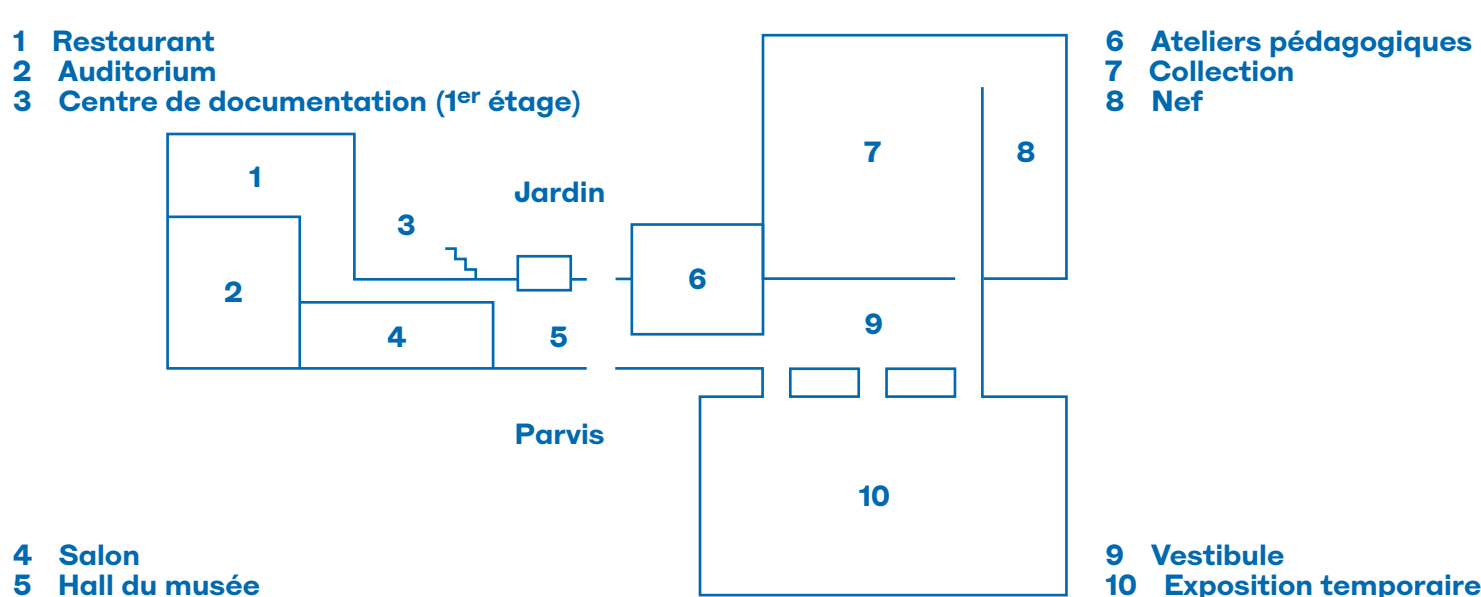 1 Restaurant
2 Auditorium
3 Centre de documentation (1er étage)
6 Ateliers pédagogiques
7 Collection
8 Nef
1
7
8
Jardin
3
6
2
9
4
5
Parvis
10
4 Salon
5 Hall du musée
9 Vestibule
10 Exposition temporaire